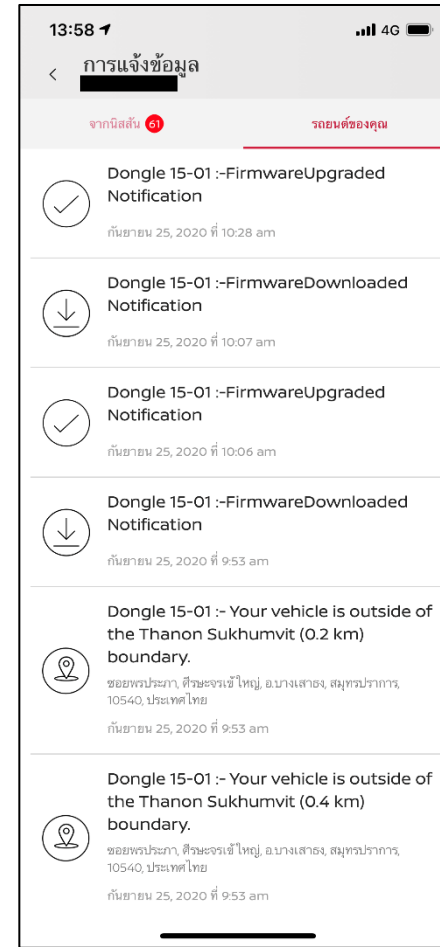 13:58
4G
การแจ้งข้อมูล
จากนิสสัน 61
รถยนต์ของคุณ
Dongle 15-01 :-FirmwareUpgraded
Notification
กันยายน 25, 2020 ที่ 10:28 am
Dongle 15-01 :-FirmwareDownloaded
Notification
กันยายน 25, 2020 ที่ 10:07 am
Dongle 15-01 :-FirmwareUpgraded
Notification
กันยายน 25, 2020 ที่ 10:06 am
Dongle 15-01 :-FirmwareDownloaded
Notification
กันยายน 25, 2020 ที่ 9:53 am
Dongle 15-01 :- Your vehicle is outside of
the Thanon Sukhumvit (0.2 km)
boundary.
ซอยพรประภา, ศีรษะจรเข้ใหญ่, อ.บางเสาธง, สมุทรปราการ,
10540, ประเทศไทย
กันยายน 25, 2020 ที่ 9:53 am
Dongle 15-01 :- Your vehicle is outside of
the Thanon Sukhumvit (0.4 km)
boundary.
ซอยพรประภา, ศีรษะจรเข้ใหญ่, อ.บางเสาธง, สมุทรปราการ,
10540, ประเทศไทย
กันยายน 25, 2020 ที่ 9:53 am